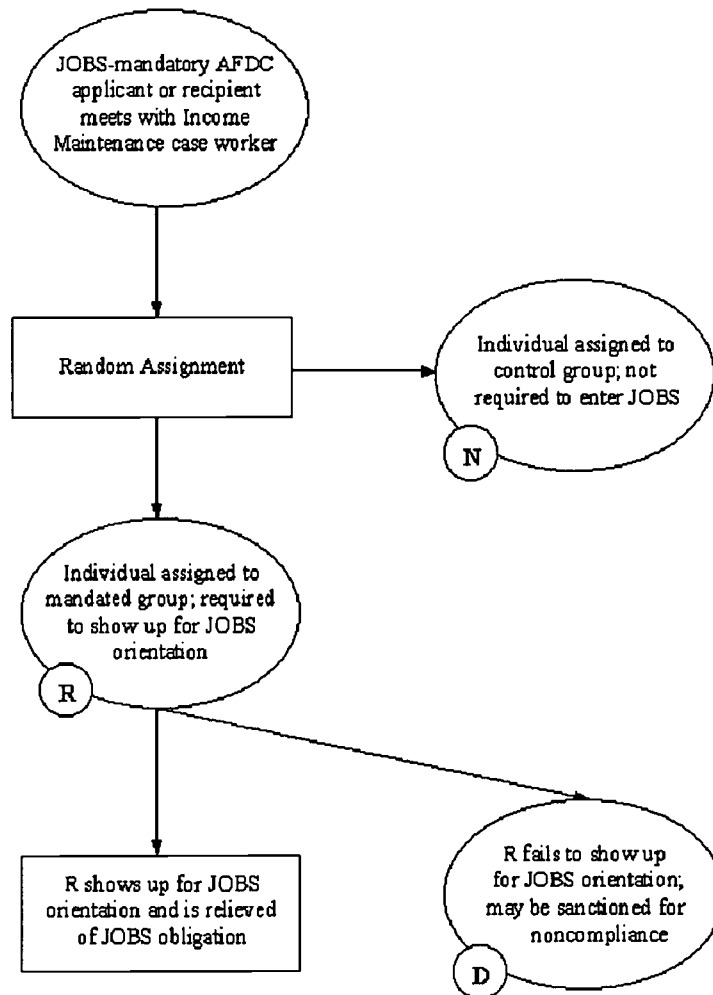 JOBS-mandatory AFDC
applicant or recipient
meets with Income
Maintenance case worker
Random Assignment
Individual assigned to
control group; not
required to enter JOBS
N
Individual assigned to
mandated group; required
to show up for JOBS
orientation
R
R shows up for JOBS
orientation and is relieved
of JOBS obligation
R fails to show up
for JOBS orientation;
may be sanctioned for
noncompliance
D